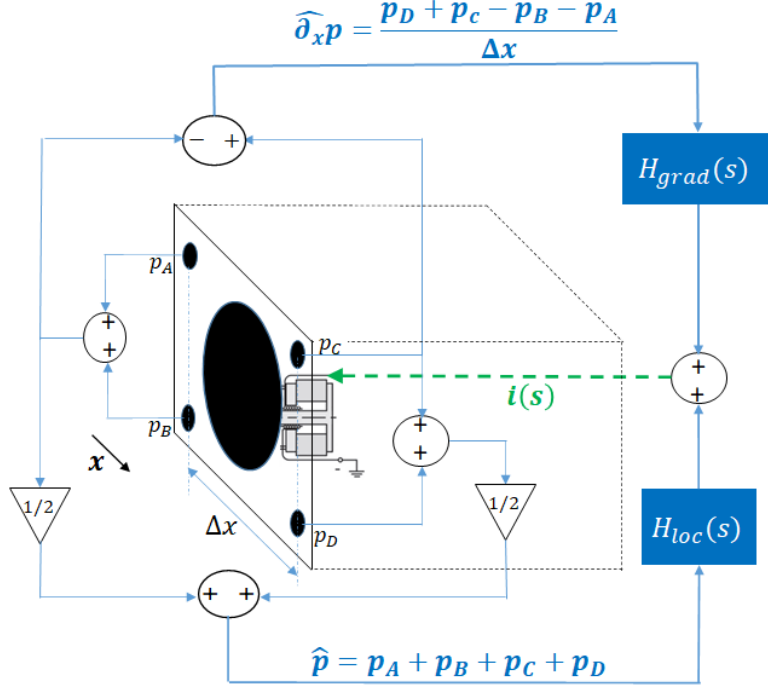 ∂̂ₓp = (p_D + p_c − p_B − p_A) / Δx
− +
H_grad(s)
p_A
+
+
p_C
+
+
i(s)
p_B
x
+
+
-
1/2
1/2
Δx
p_D
H_loc(s)
+ +
p̂ = p_A + p_B + p_C + p_D